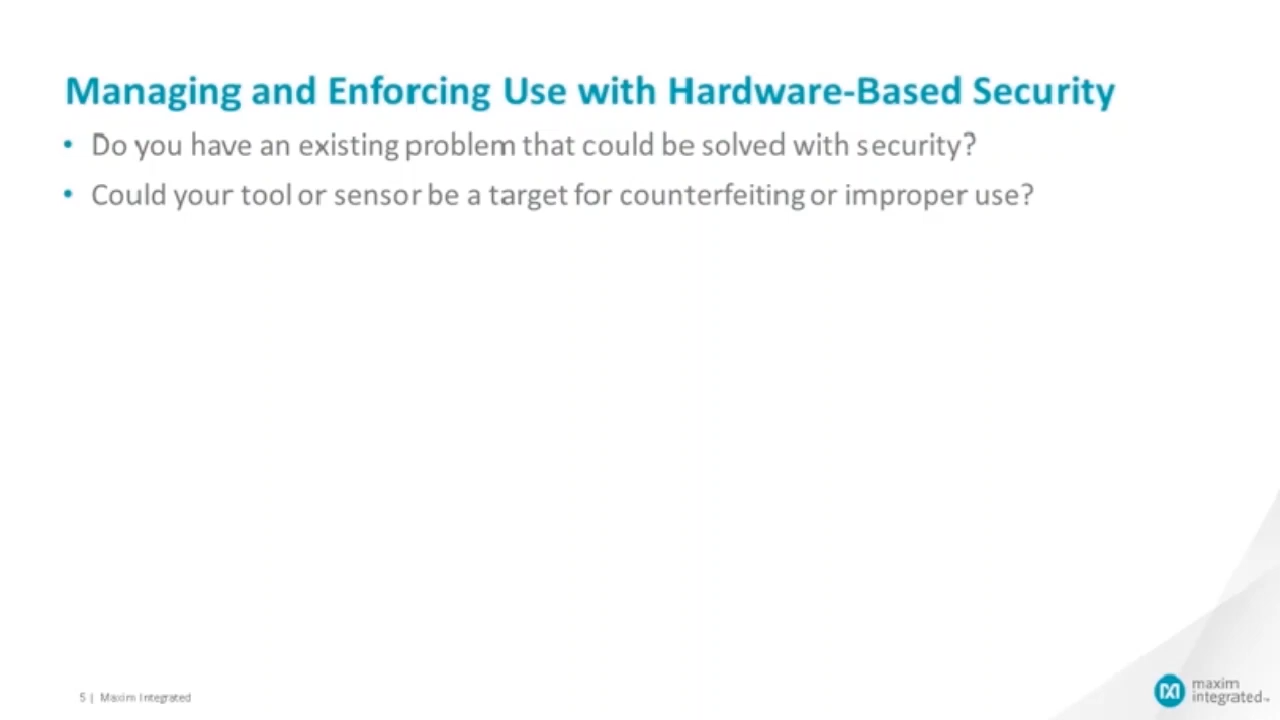 Managing and Enforcing Use with Hardware-Based Security
• Do you have an existing problem that could be solved with security?
• Could your tool or sensor be a target for counterfeiting or improper use?
5 | Maxim Integrated
maxim
integrated™